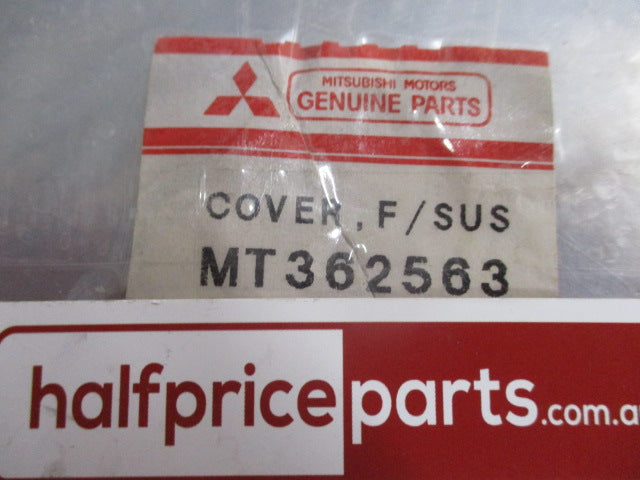 MITSUBISHI MOTORS
GENUINE PARTS
COVER, F/SUS
MT362563
halfpriceparts.com.a